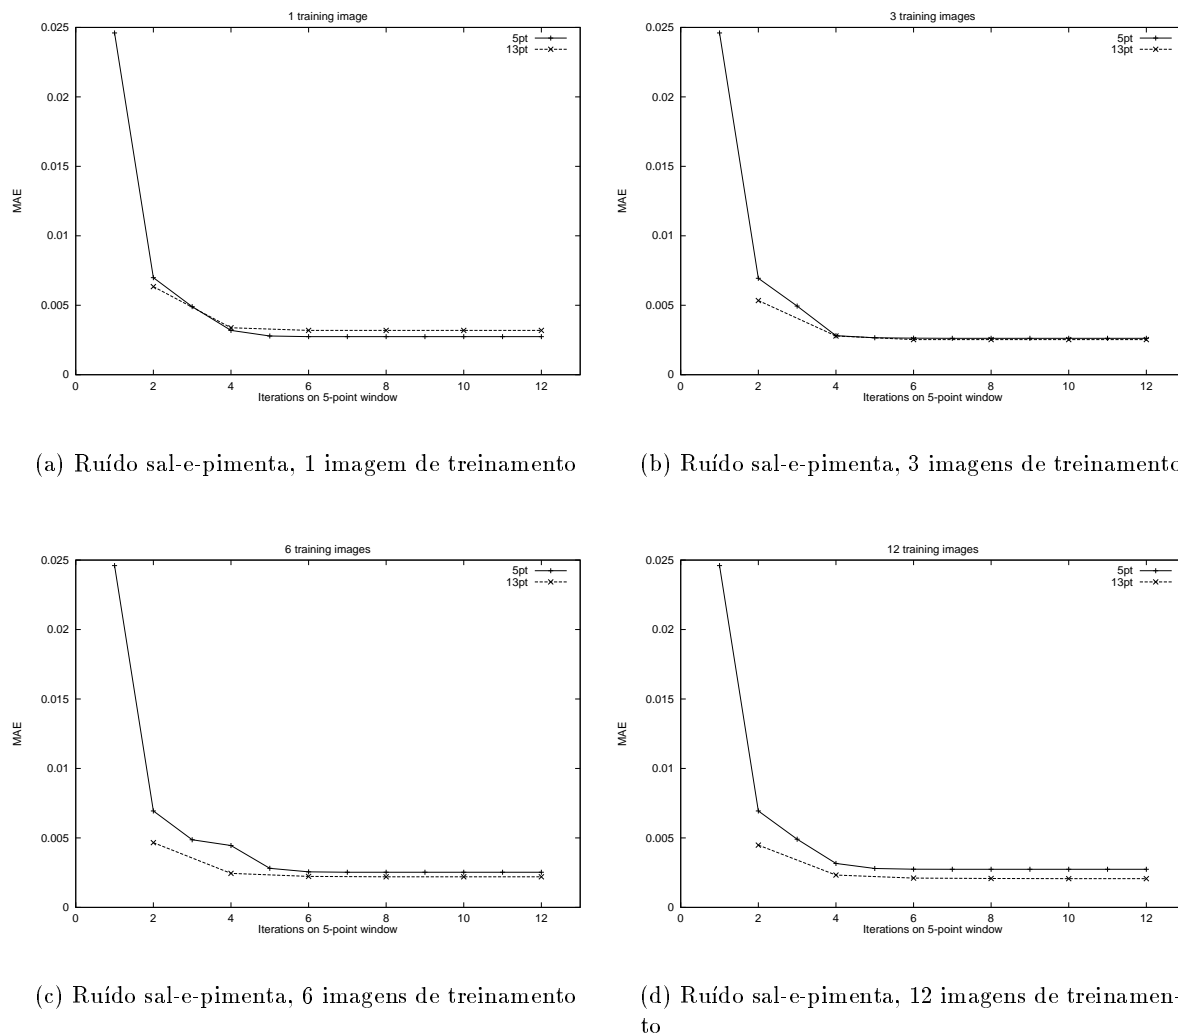 1 training image
0.025
0.02
0.015
0.01
0.005
0
MAE
5pt
13pt
0 2 4 6 8 10 12
Iterations on 5-point window
(a) Ruído sal-e-pimenta, 1 imagem de treinamento
3 training images
0.025
0.02
0.015
0.01
0.005
0
MAE
5pt
13pt
0 2 4 6 8 10 12
Iterations on 5-point window
(b) Ruído sal-e-pimenta, 3 imagens de treinamento
6 training images
0.025
0.02
0.015
0.01
0.005
0
MAE
5pt
13pt
0 2 4 6 8 10 12
Iterations on 5-point window
(c) Ruído sal-e-pimenta, 6 imagens de treinamento
12 training images
0.025
0.02
0.015
0.01
0.005
0
MAE
5pt
13pt
0 2 4 6 8 10 12
Iterations on 5-point window
(d) Ruído sal-e-pimenta, 12 imagens de treinamen-
to